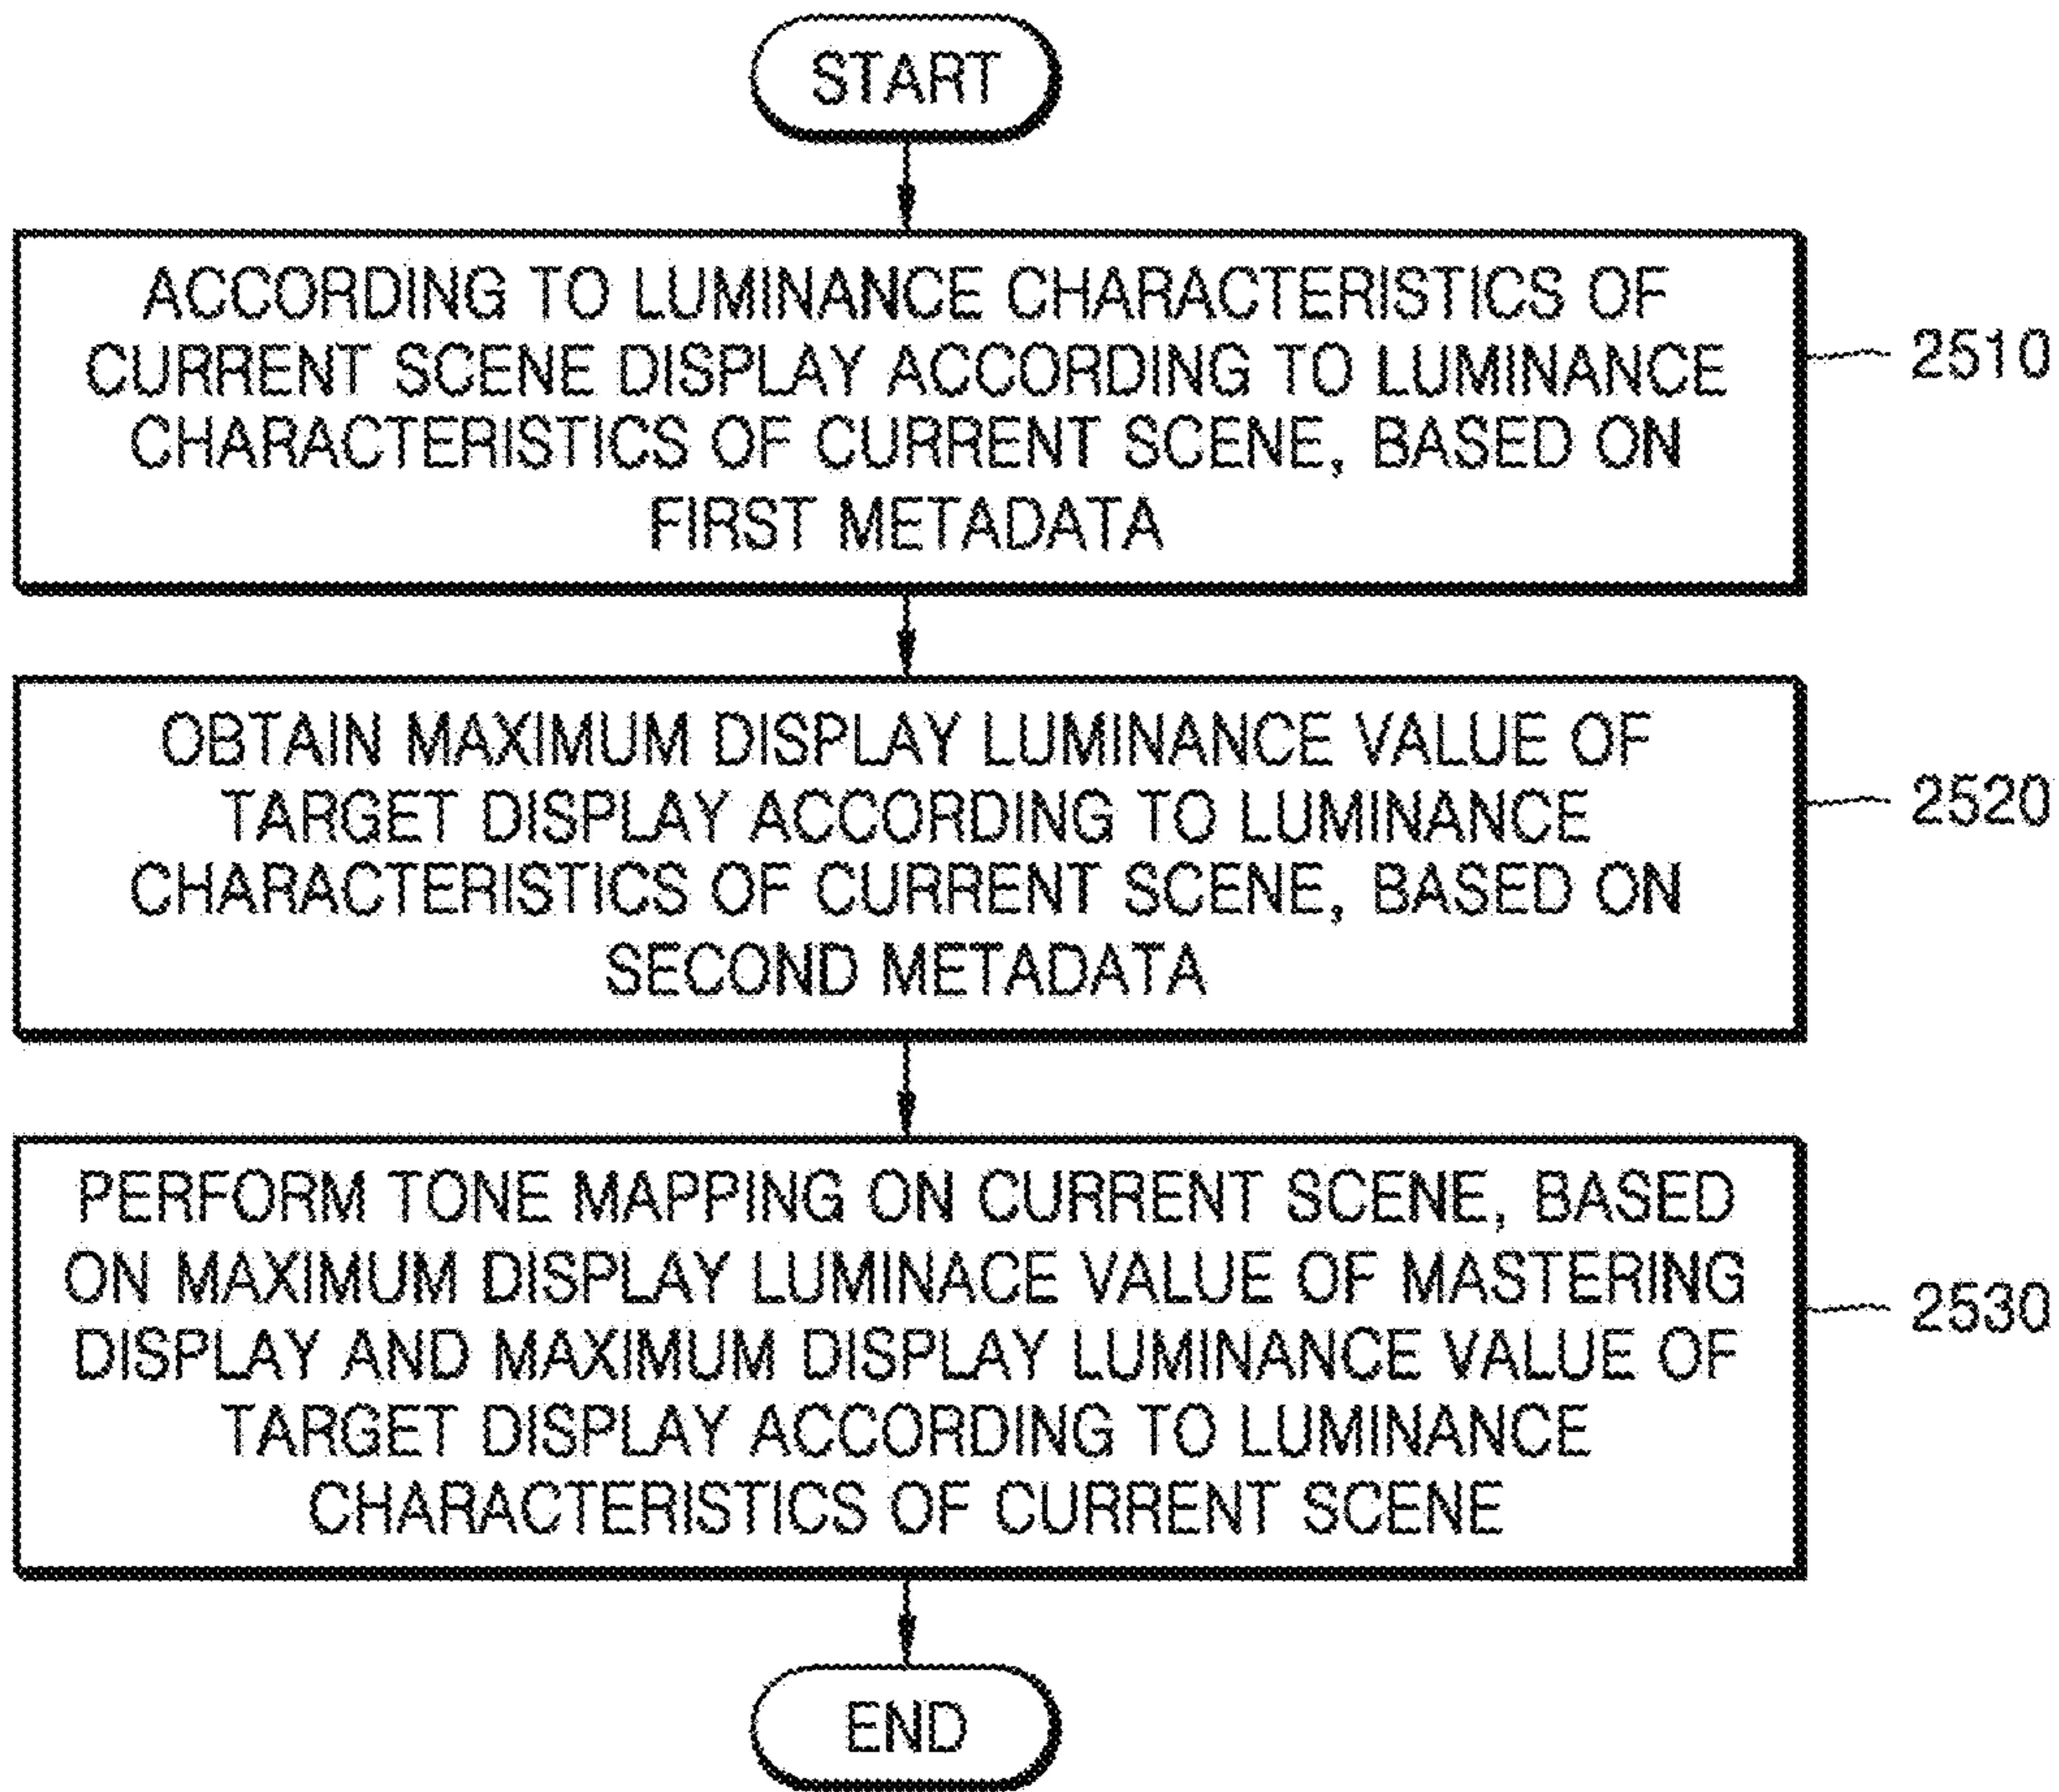 START
ACCORDING TO LUMINANCE CHARACTERISTICS OF
CURRENT SCENE DISPLAY ACCORDING TO LUMINANCE
CHARACTERISTICS OF CURRENT SCENE, BASED ON
FIRST METADATA
2510
OBTAIN MAXIMUM DISPLAY LUMINANCE VALUE OF
TARGET DISPLAY ACCORDING TO LUMINANCE
CHARACTERISTICS OF CURRENT SCENE, BASED ON
SECOND METADATA
2520
PERFORM TONE MAPPING ON CURRENT SCENE, BASED
ON MAXIMUM DISPLAY LUMINACE VALUE OF MASTERING
DISPLAY AND MAXIMUM DISPLAY LUMINANCE VALUE OF
TARGET DISPLAY ACCORDING TO LUMINANCE
CHARACTERISTICS OF CURRENT SCENE
2530
END